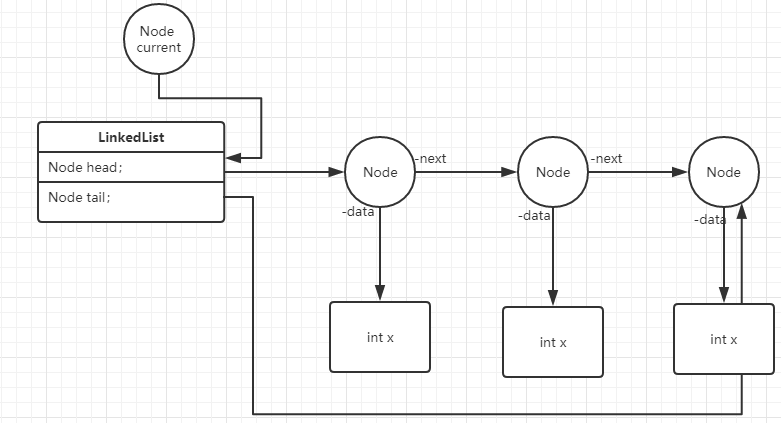 Node
current
LinkedList
Node head;
Node tail;
Node
-next
Node
-next
Node
-data
-data
-data
int x
int x
int x